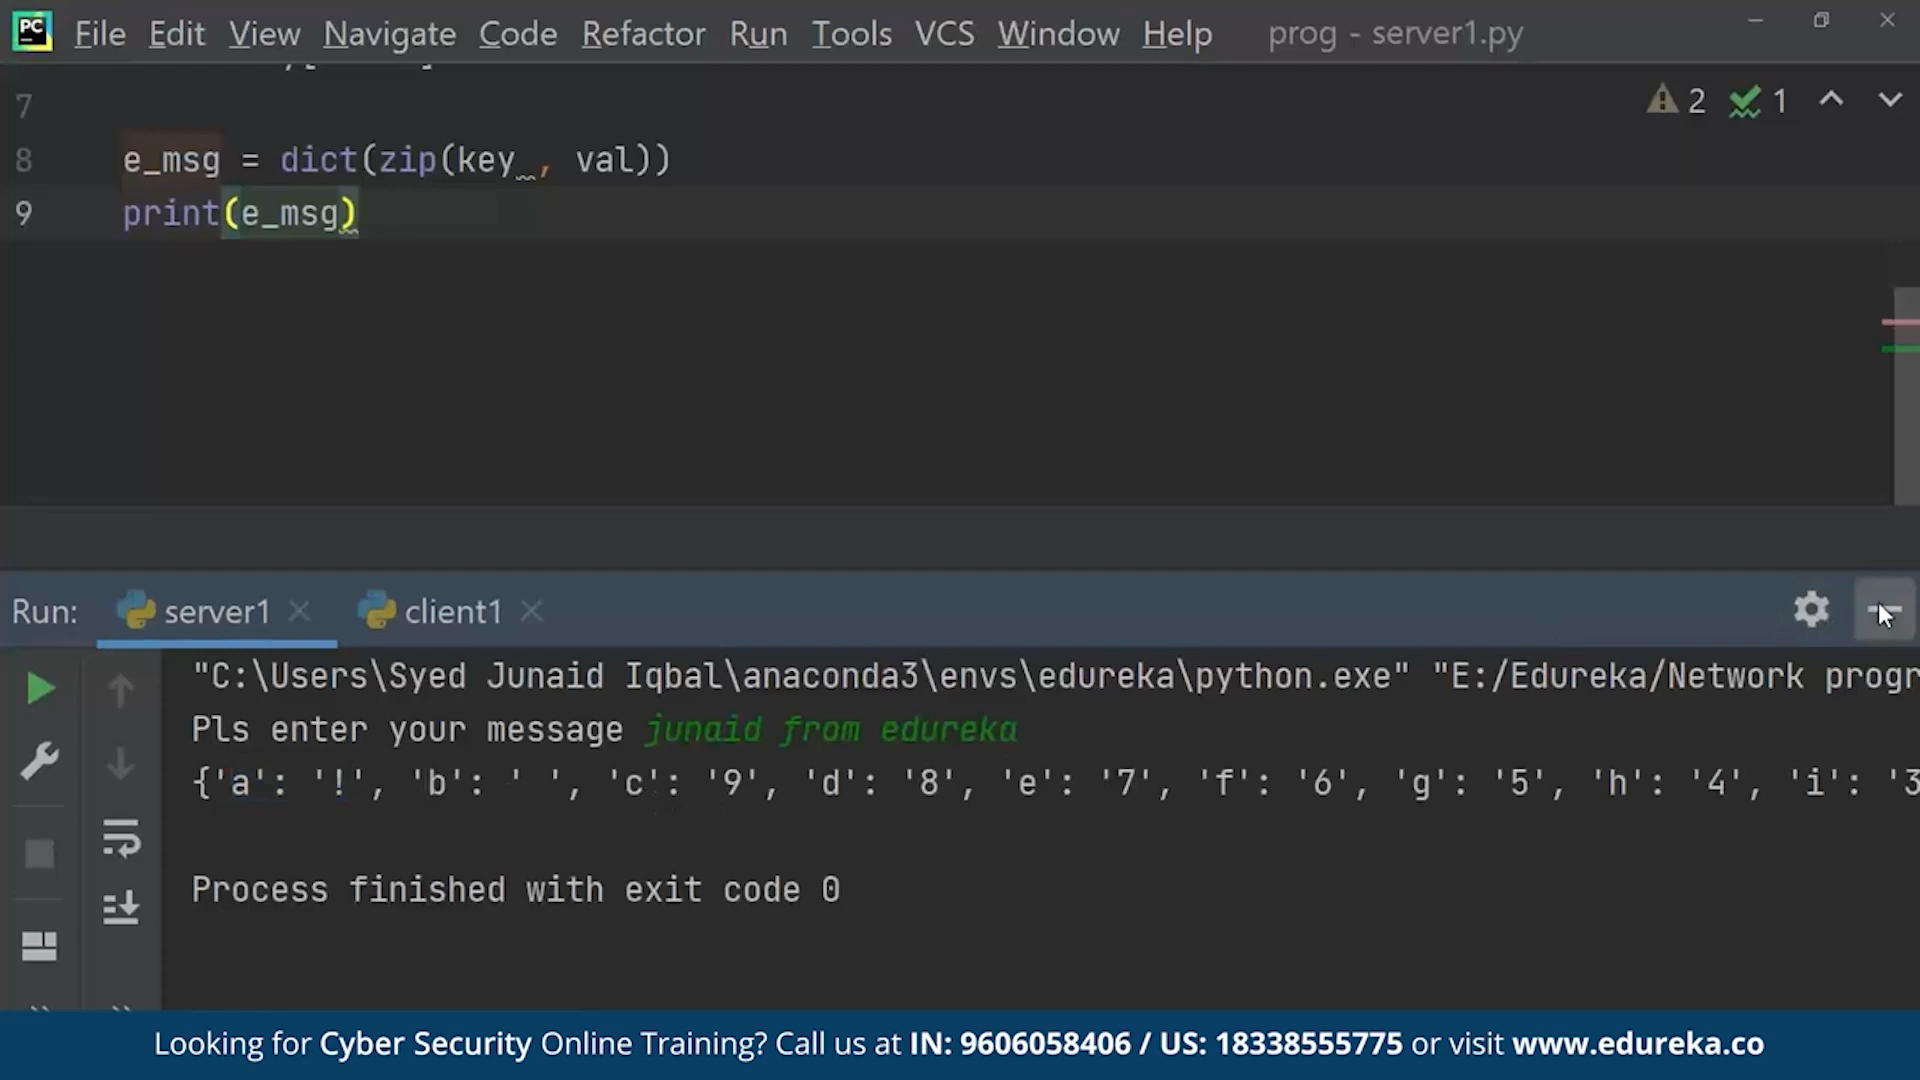 PC File Edit View Navigate Code Refactor Run Tools VCS Window Help prog - server1.py
7
2 1
8 e_msg = dict(zip(key , val))
9 print(e_msg)
Run: server1 client1
"C:\Users\Syed Junaid Iqbal\anaconda3\envs\edureka\python.exe" "E:/Edureka/Network progr
Pls enter your message junaid from edureka
{'a': '!', 'b': ' ', 'c': '9', 'd': '8', 'e': '7', 'f': '6', 'g': '5', 'h': '4', 'i': '3
Process finished with exit code 0
Looking for Cyber Security Online Training? Call us at IN: 9606058406 / US: 18338555775 or visit www.edureka.co